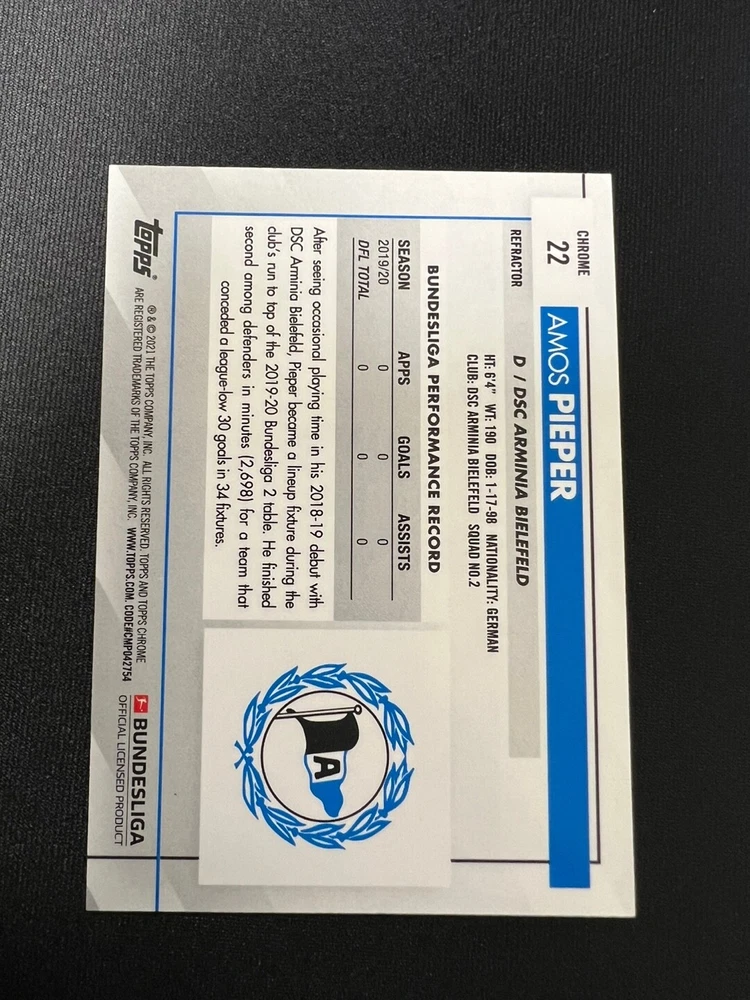 CHROME
22
AMOS PIEPER
REFRACTOR
D / DSC ARMINIA BIELEFELD
HT: 6'4" WT: 190 DOB: 1-17-98 NATIONALITY: GERMAN
CLUB: DSC ARMINIA BIELEFELD SQUAD NO.2
BUNDESLIGA PERFORMANCE RECORD
SEASON APPS GOALS ASSISTS
2019/20 0 0 0
DFL TOTAL 0 0 0
After seeing occasional playing time in his 2018-19 debut with
DSC Arminia Bielefeld, Pieper became a lineup fixture during the
club's run to top of the 2019-20 Bundesliga 2 table. He finished
second among defenders in minutes (2,698) for a team that
conceded a league-low 30 goals in 34 fixtures.
A
topps®
® & © 2021 THE TOPPS COMPANY, INC. ALL RIGHTS RESERVED. TOPPS AND TOPPS CHROME
ARE REGISTERED TRADEMARKS OF THE TOPPS COMPANY, INC. WWW.TOPPS.COM. CODE#CMP042754
BUNDESLIGA
OFFICIAL LICENSED PRODUCT